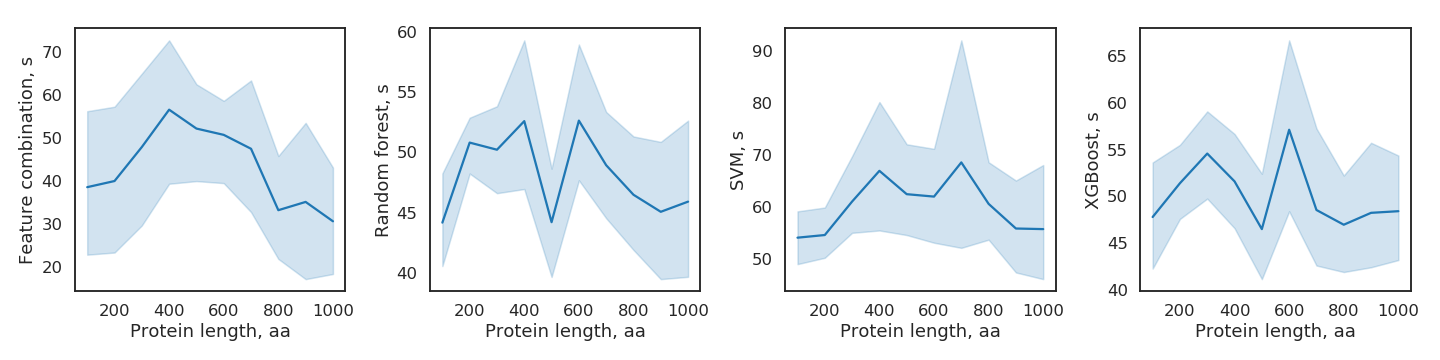 Feature combination, s
70
60
50
40
30
20
200 400 600 800 1000
Protein length, aa
Random forest, s
60
55
50
45
40
200 400 600 800 1000
Protein length, aa
SVM, s
90
80
70
60
50
200 400 600 800 1000
Protein length, aa
XGBoost, s
65
60
55
50
45
40
200 400 600 800 1000
Protein length, aa